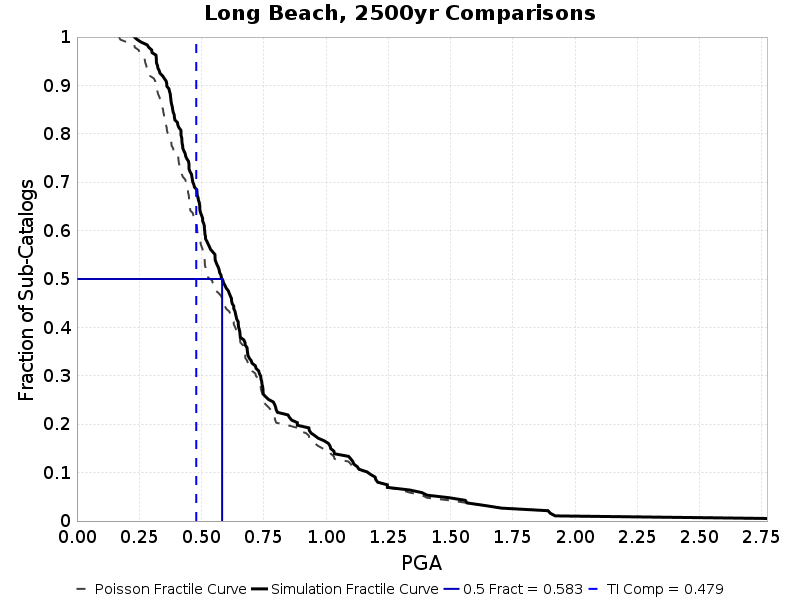 Long Beach, 2500yr Comparisons
Fraction of Sub-Catalogs
1
0.9
0.8
0.7
0.6
0.5
0.4
0.3
0.2
0.1
0
0.00 0.25 0.50 0.75 1.00 1.25 1.50 1.75 2.00 2.25 2.50 2.75
PGA
Poisson Fractile Curve Simulation Fractile Curve 0.5 Fract = 0.583 TI Comp = 0.479